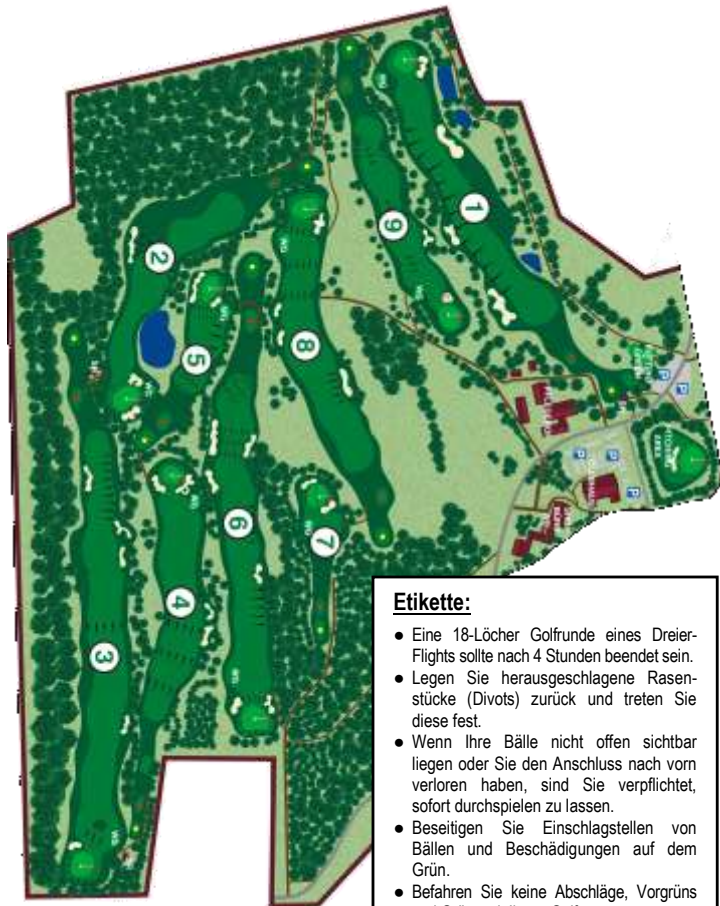 1
9
2
8
5
6
7
4
3
P
P
P
P
P
WC
Etikette:
● Eine 18-Löcher Golfrunde eines Dreier-
Flights sollte nach 4 Stunden beendet sein.
● Legen Sie herausgeschlagene Rasen-
stücke (Divots) zurück und treten Sie
diese fest.
● Wenn Ihre Bälle nicht offen sichtbar
liegen oder Sie den Anschluss nach vorn
verloren haben, sind Sie verpflichtet,
sofort durchspielen zu lassen.
● Beseitigen Sie Einschlagstellen von
Bällen und Beschädigungen auf dem
Grün.
● Befahren Sie keine Abschläge, Vorgrüns